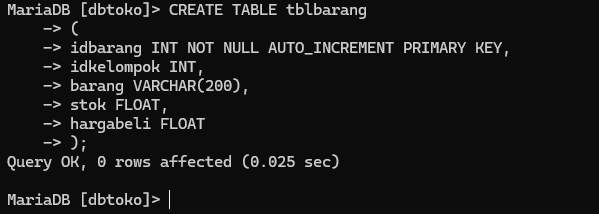 MariaDB [dbtoko]> CREATE TABLE tblbarang
    -> (
    -> idbarang INT NOT NULL AUTO_INCREMENT PRIMARY KEY,
    -> idkelompok INT,
    -> barang VARCHAR(200),
    -> stok FLOAT,
    -> hargabeli FLOAT
    -> );
Query OK, 0 rows affected (0.025 sec)
MariaDB [dbtoko]>